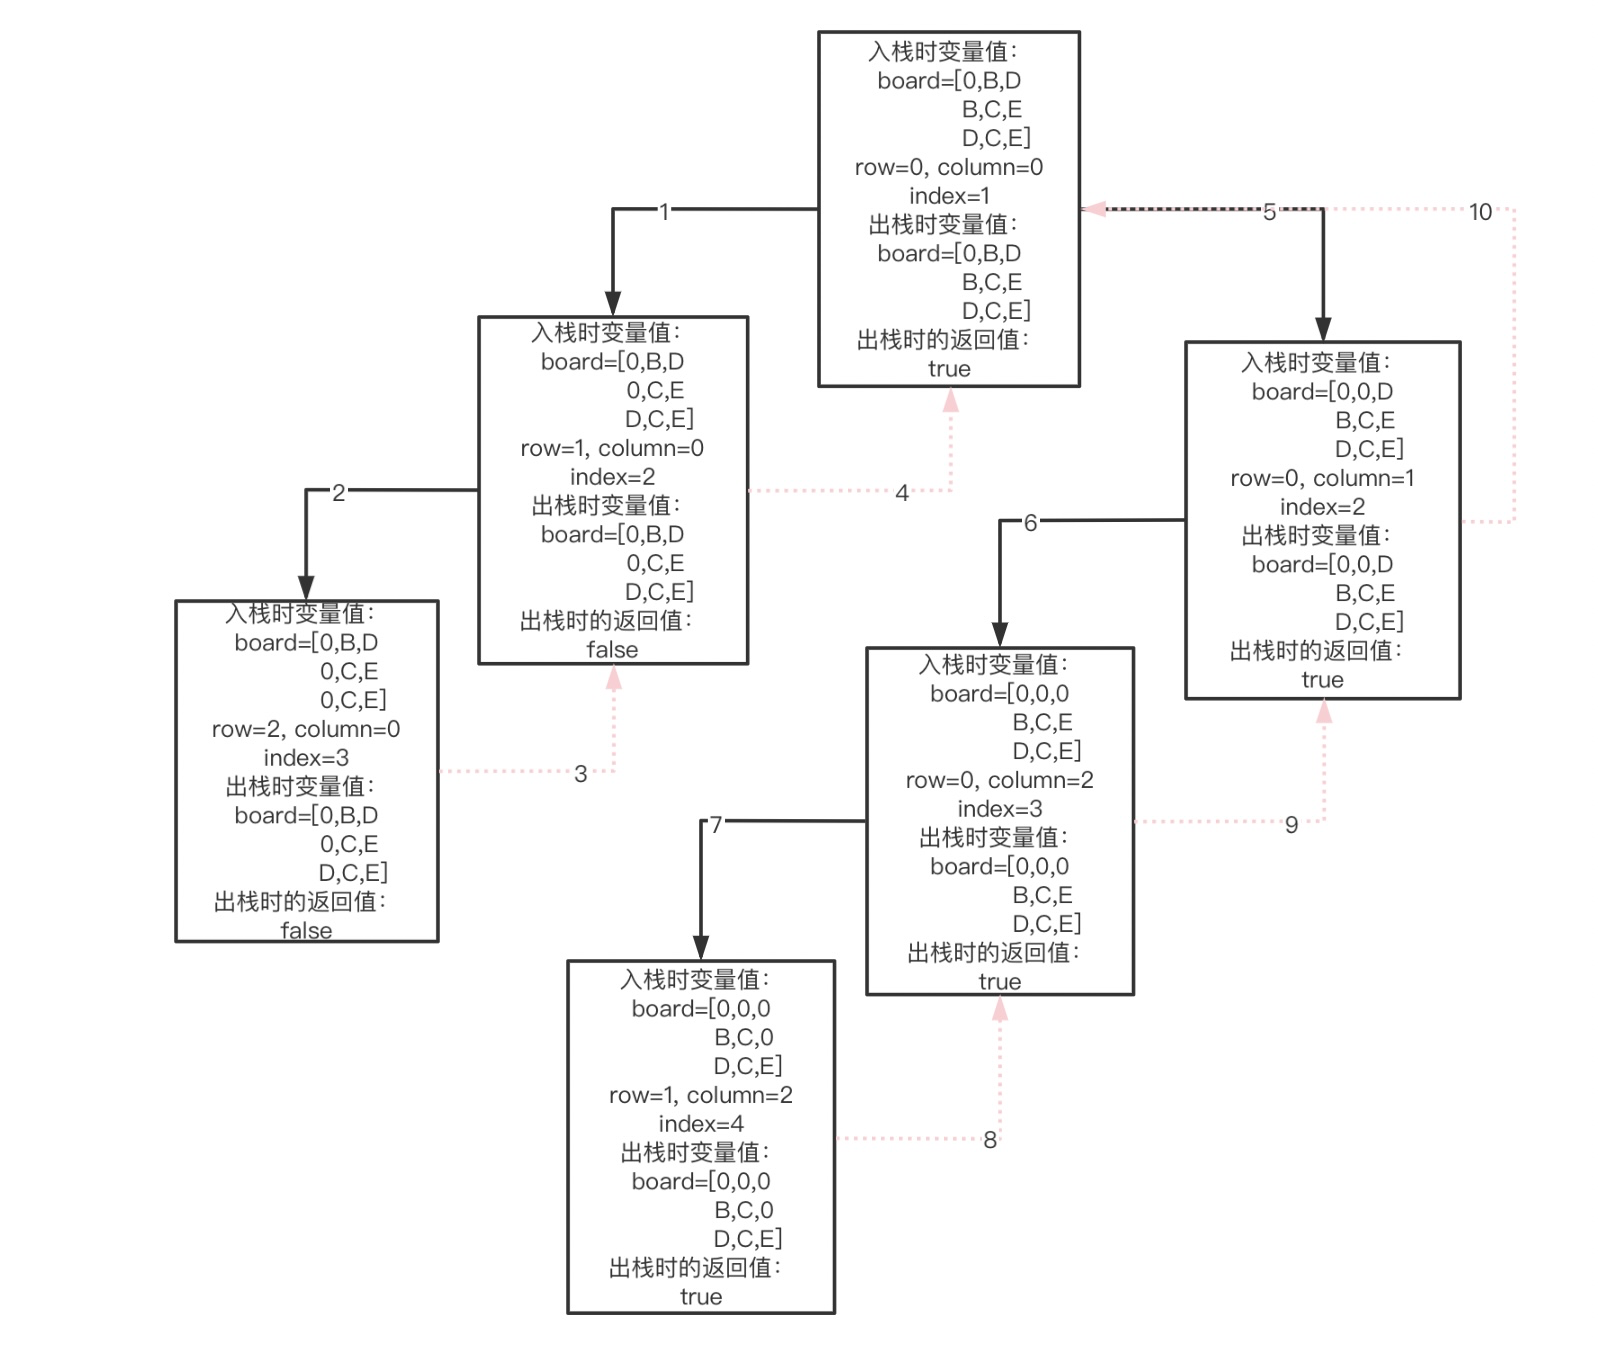 入栈时变量值：
board=[0,B,D
B,C,E
D,C,E]
row=0, column=0
index=1
出栈时变量值：
board=[0,B,D
B,C,E
D,C,E]
出栈时的返回值：
true
1
5
10
入栈时变量值：
board=[0,B,D
0,C,E
D,C,E]
row=1, column=0
index=2
出栈时变量值：
board=[0,B,D
0,C,E
D,C,E]
出栈时的返回值：
false
入栈时变量值：
board=[0,0,D
B,C,E
D,C,E]
row=0, column=1
index=2
出栈时变量值：
board=[0,0,D
B,C,E
D,C,E]
出栈时的返回值：
true
2
4
6
入栈时变量值：
board=[0,B,D
0,C,E
0,C,E]
row=2, column=0
index=3
出栈时变量值：
board=[0,B,D
0,C,E
D,C,E]
出栈时的返回值：
false
3
入栈时变量值：
board=[0,0,0
B,C,E
D,C,E]
row=0, column=2
index=3
出栈时变量值：
board=[0,0,0
B,C,E
D,C,E]
出栈时的返回值：
true
7
9
入栈时变量值：
board=[0,0,0
B,C,0
D,C,E]
row=1, column=2
index=4
出栈时变量值：
board=[0,0,0
B,C,0
D,C,E]
出栈时的返回值：
true
8